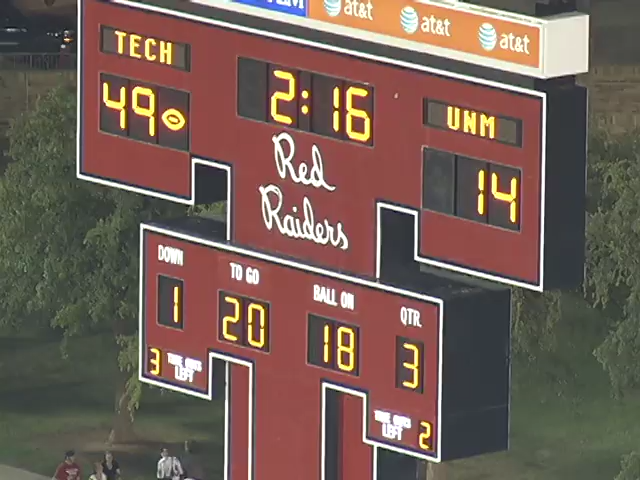 at&t at&t at&t
TECH 2:16 UNM
49 14
Red
Raiders
DOWN TO GO BALL ON QTR.
1 20 18 3
3 TIME OUTS LEFT
TIME OUTS LEFT 2